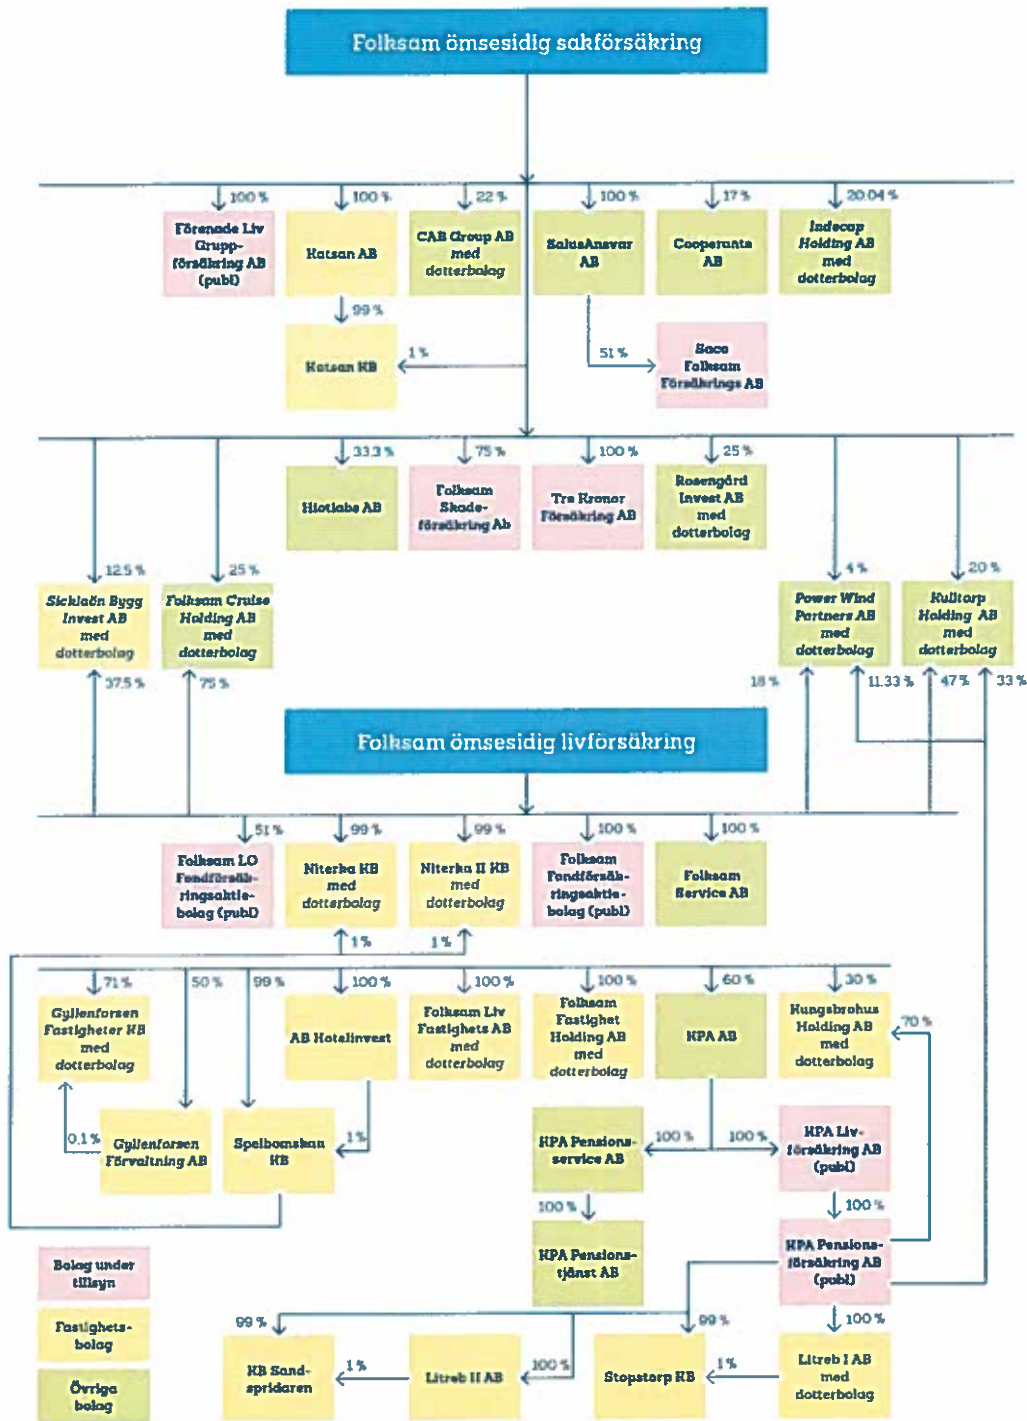 Folksam ömsesidig sakförsäkring
100 %
100 %
22 %
100 %
17 %
20.04 %
Förenade Liv
Grupp-
försäkring AB
(publ)
Katsan AB
CAB Group AB
med
dotterbolag
SalusAnsvar
AB
Cooperants
AB
Indecap
Holding AB
med
dotterbolag
99 %
1 %
51 %
Katsan KB
Saco
Folksam
Försäkrings AB
33.3 %
75 %
100 %
25 %
Hiotlabs AB
Folksam
Skade-
försäkring Ab
Tre Kronor
Försäkring AB
Rosengård
Invest AB
med
dotterbolag
12.5 %
25 %
4 %
20 %
Sicklaön Bygg
Invest AB
med
dotterbolag
Folksam Cruise
Holding AB
med
dotterbolag
Power Wind
Partners AB
med
dotterbolag
Kulltorp
Holding AB
med
dotterbolag
37.5 %
75 %
18 %
11.33 %
47 %
33 %
Folksam ömsesidig livförsäkring
51 %
99 %
99 %
100 %
100 %
Folksam LO
Fondförsäk-
ringsaktie-
bolag (publ)
Niterka KB
med
dotterbolag
Niterka II KB
med
dotterbolag
Folksam
Fondförsäk-
ringsaktie-
bolag (publ)
Folksam
Service AB
1 %
1 %
71 %
50 %
99 %
100 %
100 %
100 %
60 %
30 %
Gyllenforsen
Fastigheter KB
med
dotterbolag
AB Hotelinvest
Folksam Liv
Fastighets AB
med
dotterbolag
Folksam
Fastighet
Holding AB
med
dotterbolag
KPA AB
Kungsbrohus
Holding AB
med
dotterbolag
70 %
0,1 %
Gyllenforsen
Förvaltning AB
Spelbomskan
KB
1 %
KPA Pensions-
service AB
100 %
100 %
KPA Liv-
försäkring AB
(publ)
100 %
100 %
KPA Pensions-
tjänst AB
KPA Pensions-
försäkring AB
(publ)
Bolag under
tillsyn
Fastighets-
bolag
Övriga
bolag
99 %
99 %
100 %
KB Sand-
spridaren
1 %
Litreb II AB
100 %
Stopstorp KB
1 %
Litreb I AB
med
dotterbolag